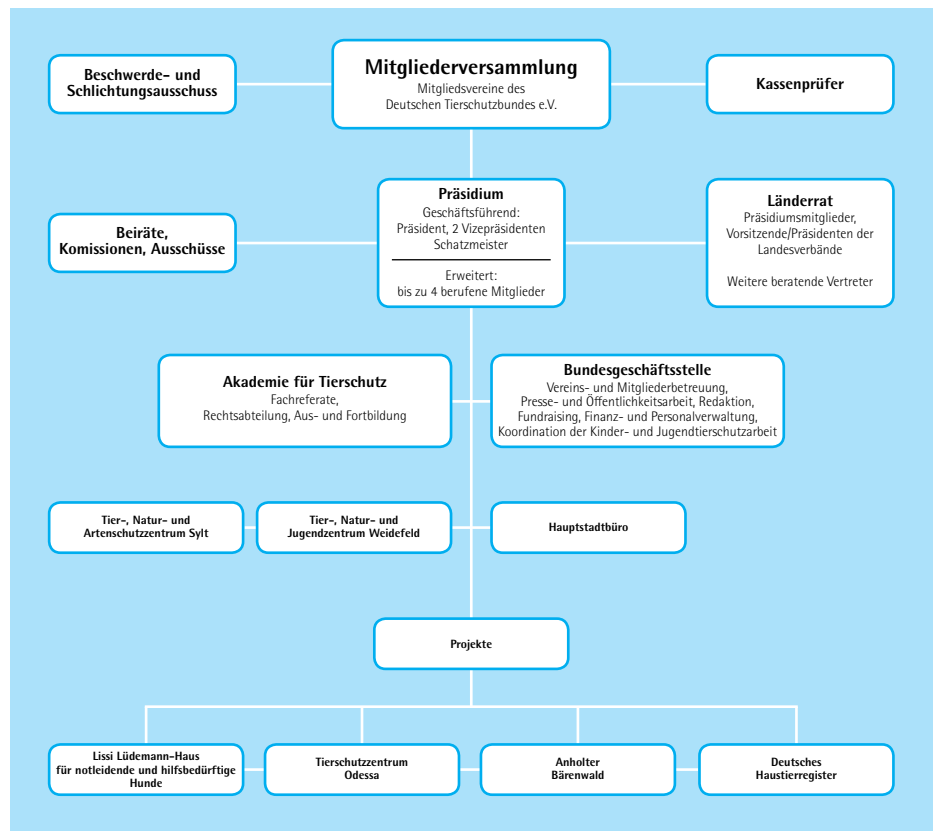 Beschwerde- und
Schlichtungsausschuss
Mitgliederversammlung
Mitgliedsvereine des
Deutschen Tierschutzbundes e.V.
Kassenprüfer
Beiräte,
Komissionen, Ausschüsse
Präsidium
Geschäftsführend:
Präsident, 2 Vizepräsidenten
Schatzmeister
Erweitert:
bis zu 4 berufene Mitglieder
Länderrat
Präsidiumsmitglieder,
Vorsitzende/Präsidenten der
Landesverbände
Weitere beratende Vertreter
Akademie für Tierschutz
Fachreferate,
Rechtsabteilung, Aus- und Fortbildung
Bundesgeschäftsstelle
Vereins- und Mitgliederbetreuung,
Presse- und Öffentlichkeitsarbeit, Redaktion,
Fundraising, Finanz- und Personalverwaltung,
Koordination der Kinder- und Jugendtierschutzarbeit
Tier-, Natur- und
Artenschutzzentrum Sylt
Tier-, Natur- und
Jugendzentrum Weidefeld
Hauptstadtbüro
Projekte
Lissi Lüdemann-Haus
für notleidende und hilfsbedürftige
Hunde
Tierschutzzentrum
Odessa
Anholter
Bärenwald
Deutsches
Haustierregister